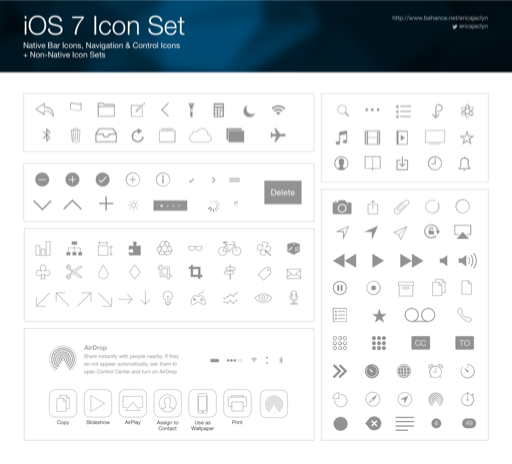 iOS 7 Icon Set
Native Bar Icons, Navigation & Control Icons
+ Non-Native Icon Sets
http://www.behance.net/ericajaclyn
ericajaclyn
Delete
AirDrop
Share instantly with people nearby. If they
do not appear automatically, ask them to
open Control Center and turn on AirDrop
Copy
Slideshow
AirPlay
Assign to
Contact
Use as
Wallpaper
Print
CC
TO
4
49